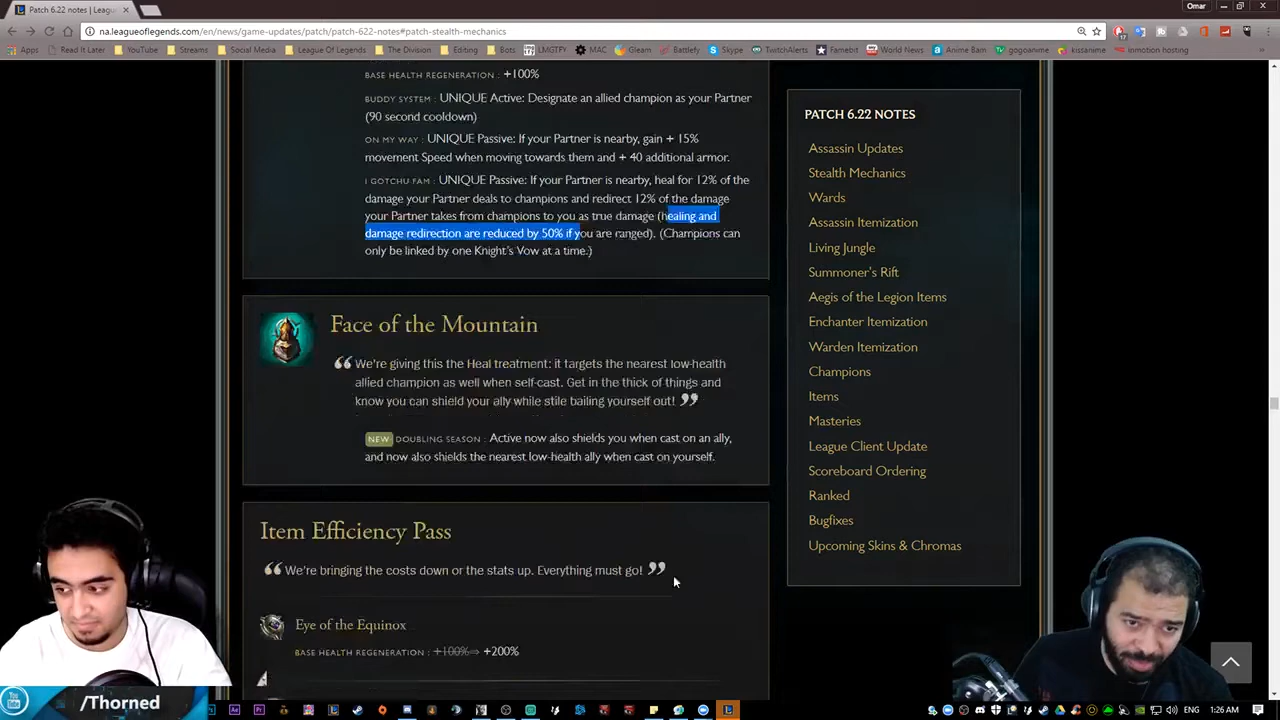 Patch 6.22 notes | Leagu
Omar
na.leagueoflegends.com/en/news/game-updates/patch/patch-622-notes#patch-stealth-mechanics
Apps
Read It Later
YouTube
Streams
Social Media
League Of Legends
The Division
Editing
Bots
LMGTFY
MAC
Gleam
Battlefy
Skype
TwitchAlerts
Famebit
World News
Anime Bam
gogoanime
kissanime
inmotion hosting
BASE HEALTH REGENERATION : +100%
BUDDY SYSTEM : UNIQUE Active: Designate an allied champion as your Partner
(90 second cooldown)
ON MY WAY : UNIQUE Passive: If your Partner is nearby, gain + 15%
movement Speed when moving towards them and + 40 additional armor.
I GOTCHU FAM : UNIQUE Passive: If your Partner is nearby, heal for 12% of the
damage your Partner deals to champions and redirect 12% of the damage
your Partner takes from champions to you as true damage (healing and
damage redirection are reduced by 50% if you are ranged). (Champions can
only be linked by one Knight's Vow at a time.)
Face of the Mountain
We're giving this the Heal treatment: it targets the nearest low-health
allied champion as well when self-cast. Get in the thick of things and
know you can shield your ally while stile bailing yourself out!
NEW DOUBLING SEASON : Active now also shields you when cast on an ally,
and now also shields the nearest low-health ally when cast on yourself.
Item Efficiency Pass
We're bringing the costs down or the stats up. Everything must go!
Eye of the Equinox
BASE HEALTH REGENERATION : +100% ⇒ +200%
PATCH 6.22 NOTES
Assassin Updates
Stealth Mechanics
Wards
Assassin Itemization
Living Jungle
Summoner's Rift
Aegis of the Legion Items
Enchanter Itemization
Warden Itemization
Champions
Items
Masteries
League Client Update
Scoreboard Ordering
Ranked
Bugfixes
Upcoming Skins & Chromas
You Tube
/Thorned
1:26 AM